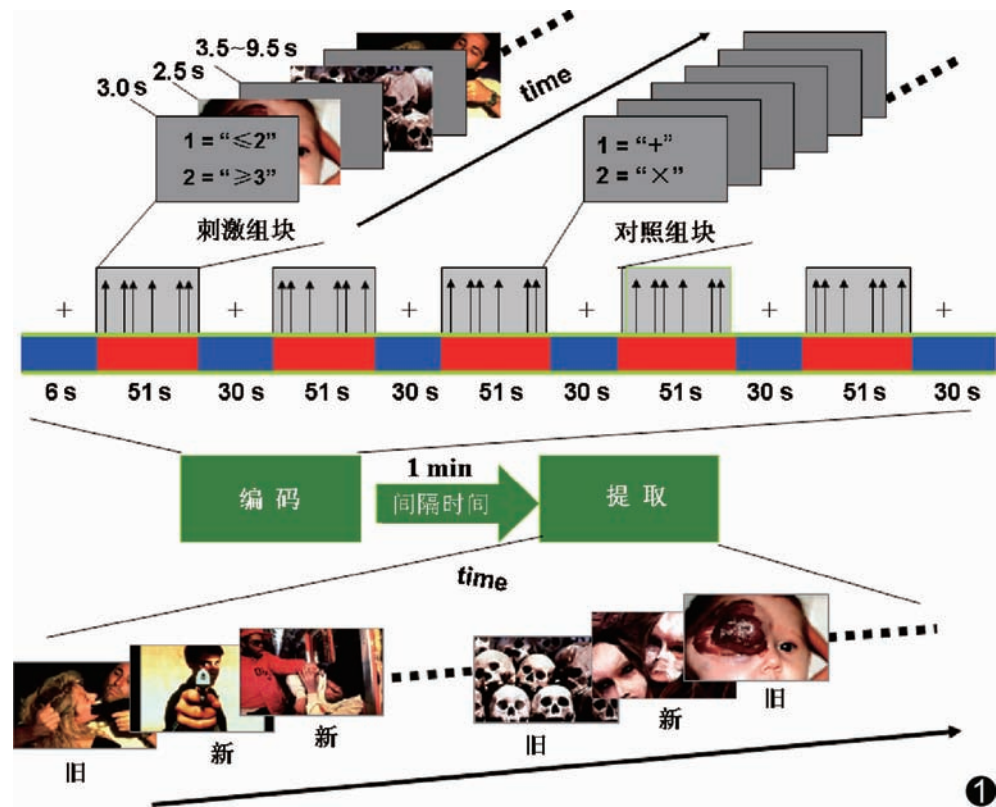 3.5~9.5 s
2.5 s
3.0 s
1 = “≤2”
2 = “≥3”
time
1 = “+”
2 = “×”
刺激组块
对照组块
+ + + + + +
6 s 51 s 30 s 51 s 30 s 51 s 30 s 51 s 30 s 51 s 30 s
编码
1 min
间隔时间
提取
time
旧
新
新
旧
新
旧
1